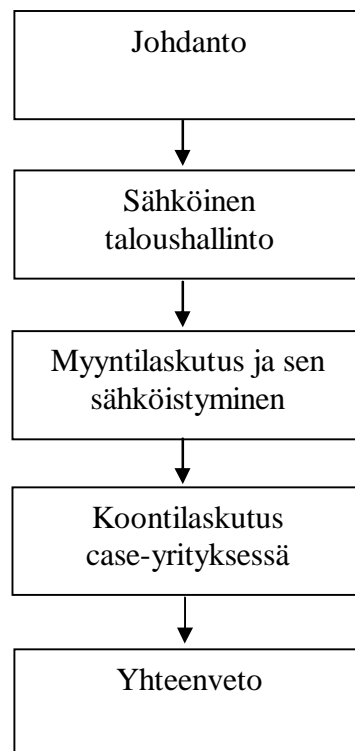 Johdanto
Sähköinen
taloushallinto
Myyntilaskutus ja sen
sähköistyminen
Koontilaskutus
case-yrityksessä
Yhteenveto